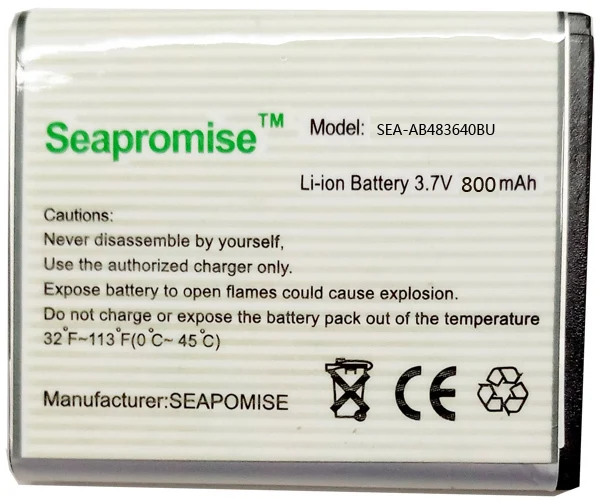 Seapromise™
Model: SEA-AB483640BU
Li-ion Battery 3.7V 800mAh
Cautions:
Never disassemble by yourself,
Use the authorized charger only.
Expose battery to open flames could cause explosion.
Do not charge or expose the battery pack out of the temperature
32°F~113°F(0°C~ 45°C)
Manufacturer:SEAPOMISE
CE